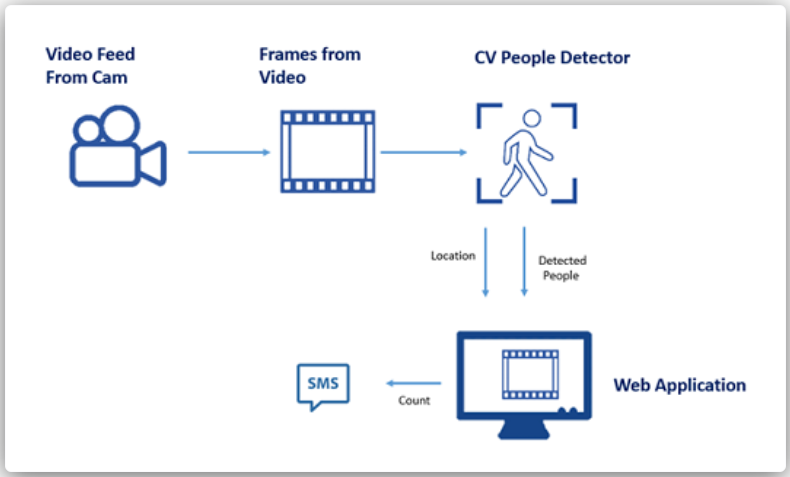 Video Feed
From Cam
Frames from
Video
CV People Detector
Location
Detected
People
SMS
Count
Web Application